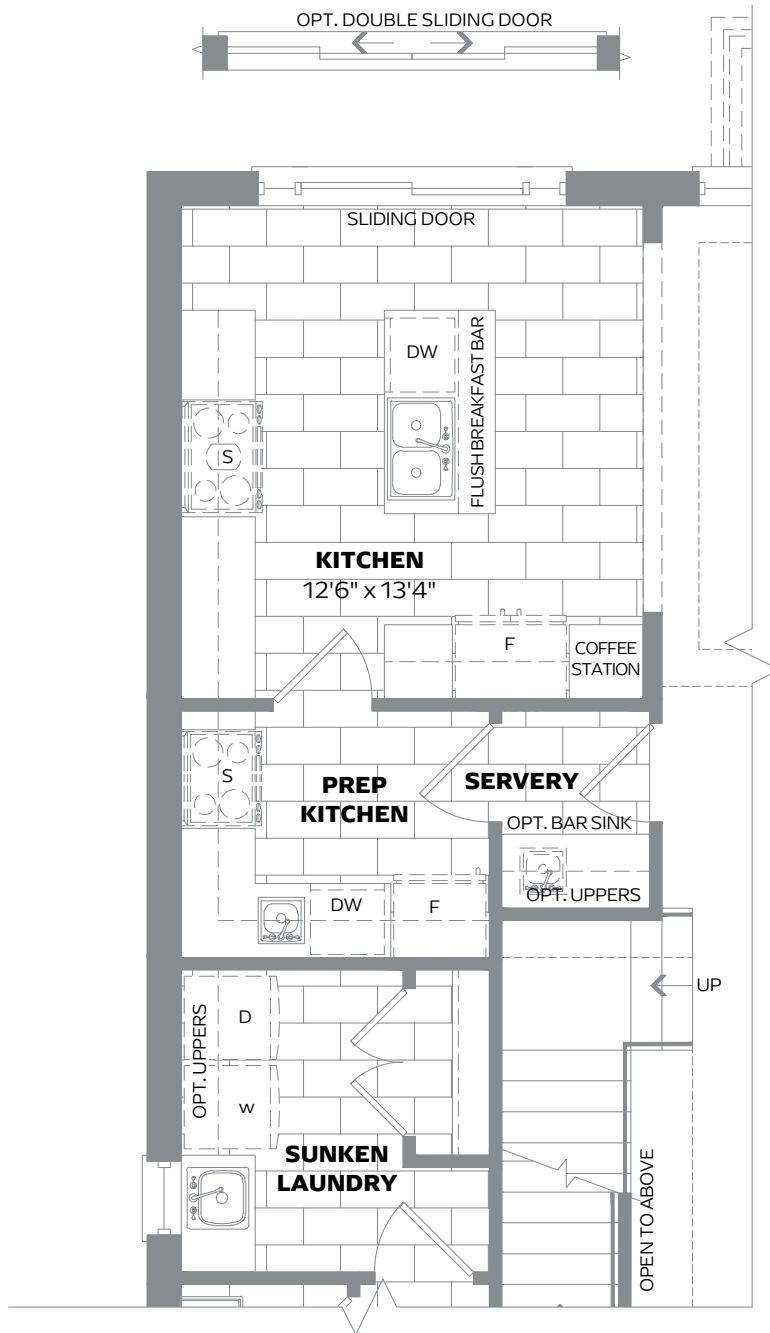 OPT. DOUBLE SLIDING DOOR
SLIDING DOOR
DW
FLUSH BREAKFAST BAR
S
KITCHEN
12'6" x 13'4"
F
COFFEE
STATION
S
PREP
KITCHEN
SERVERY
OPT. BAR SINK
OPT. UPPERS
DW
F
UP
OPT. UPPERS
D
w
SUNKEN
LAUNDRY
OPEN TO ABOVE